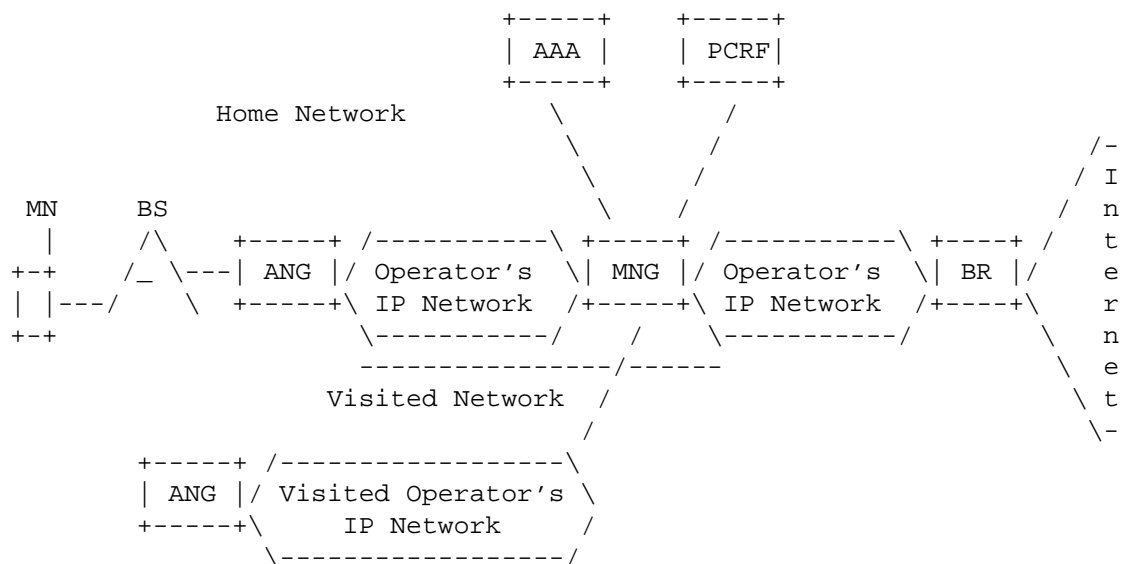 AAA PCRF
Home Network
MN BS
ANG Operator's IP Network MNG Operator's IP Network BR
Internet
Visited Network
ANG Visited Operator's IP Network